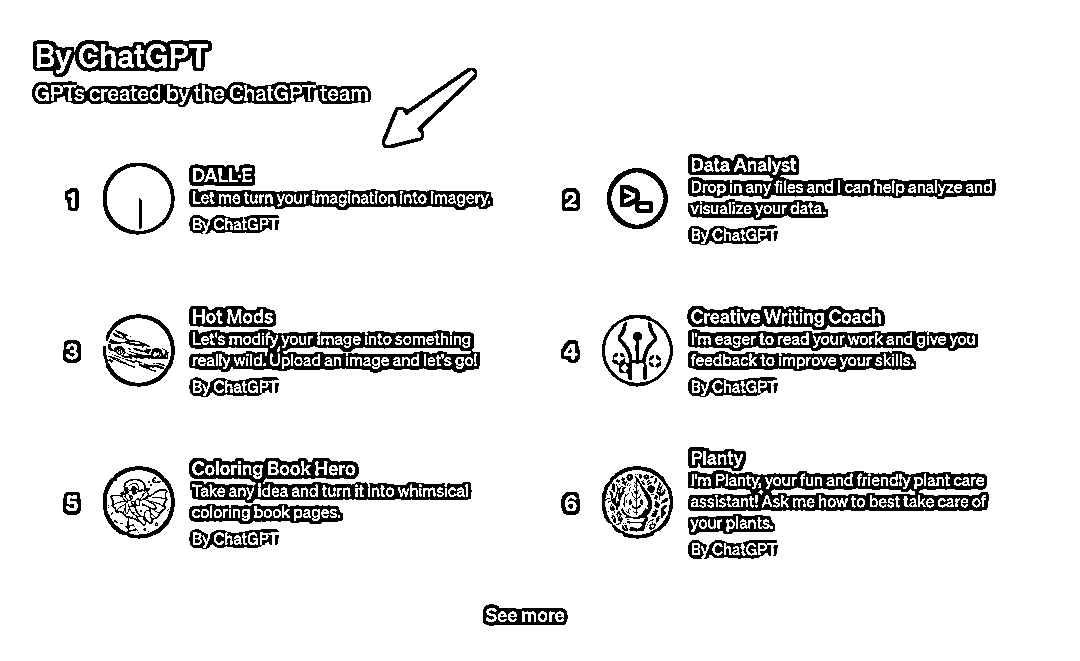 By ChatGPT
GPTs created by the ChatGPT team
1
DALL·E
Let me turn your imagination into imagery.
By ChatGPT
2
Data Analyst
Drop in any files and I can help analyze and
visualize your data.
By ChatGPT
3
Hot Mods
Let's modify your image into something
really wild. Upload an image and let's go!
By ChatGPT
4
Creative Writing Coach
I'm eager to read your work and give you
feedback to improve your skills.
By ChatGPT
5
Coloring Book Hero
Take any idea and turn it into whimsical
coloring book pages.
By ChatGPT
6
Planty
I'm Planty, your fun and friendly plant care
assistant! Ask me how to best take care of
your plants.
By ChatGPT
See more